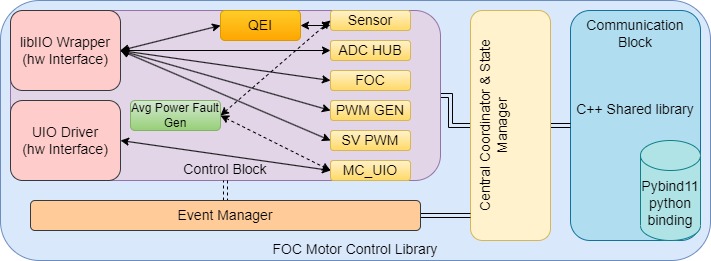 libIIO Wrapper
(hw Interface)
QEI
Sensor
ADC HUB
FOC
PWM GEN
SV PWM
MC_UIO
Avg Power Fault
Gen
UIO Driver
(hw Interface)
Control Block
Event Manager
Central Coordinator & State
Manager
Communication
Block
C++ Shared library
Pybind11
python
binding
FOC Motor Control Library